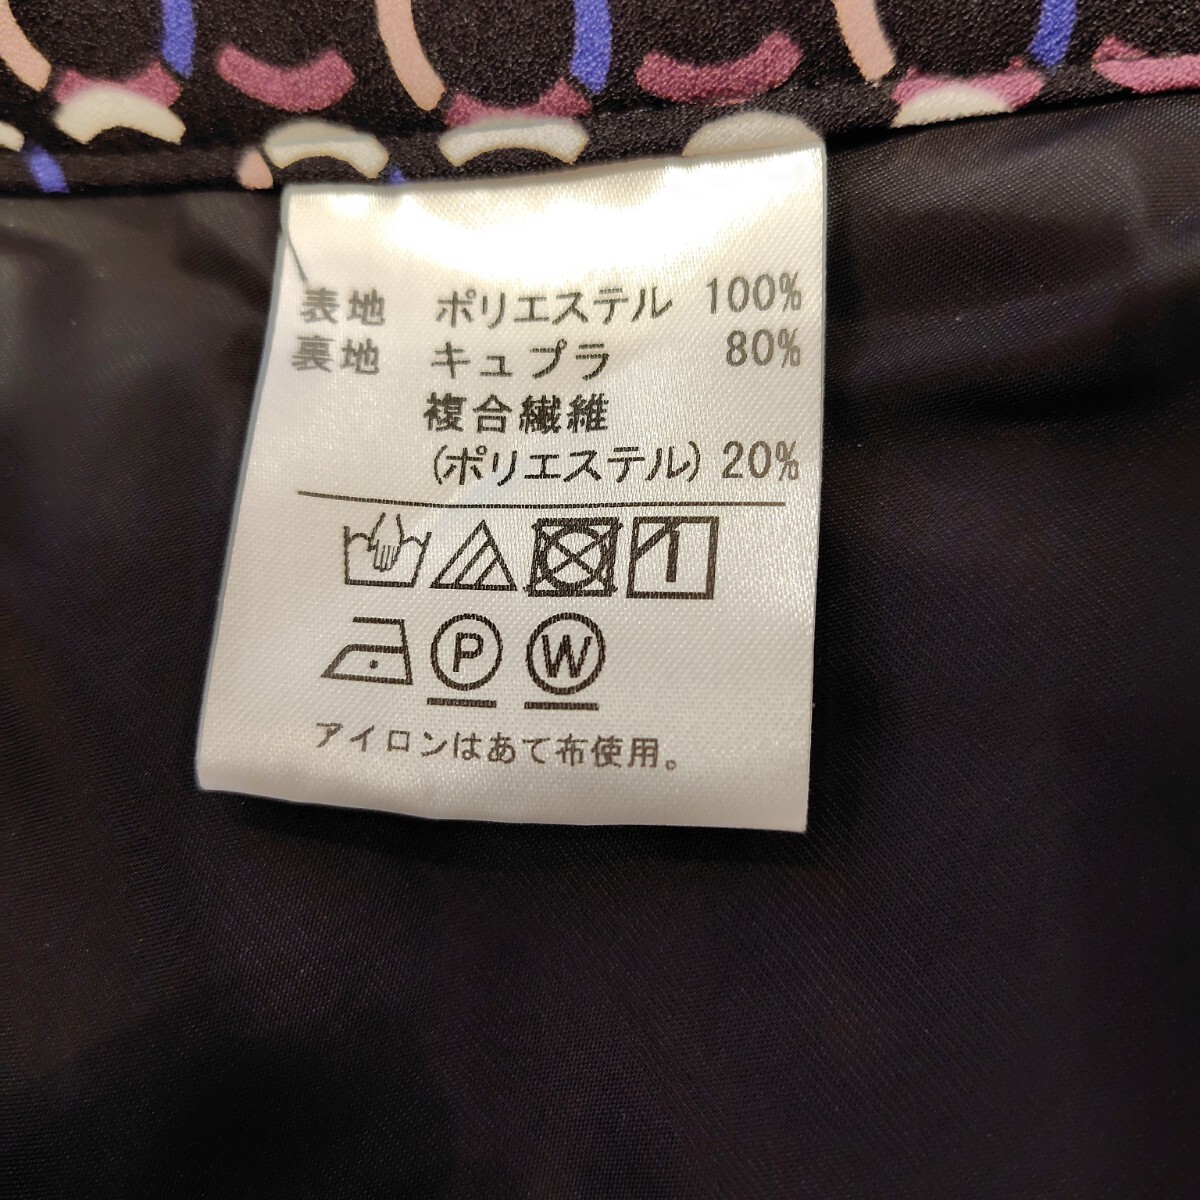 表地 ポリエステル 100%
裏地 キュプラ 80%
複合繊維
(ポリエステル) 20%
P W
アイロンはあて布使用。